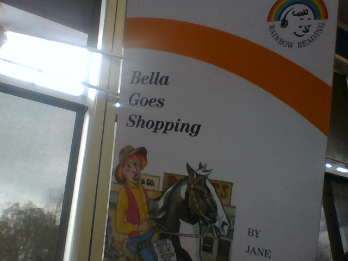 RAINBOW READING
Bella
Goes
Shopping
BY
JANE